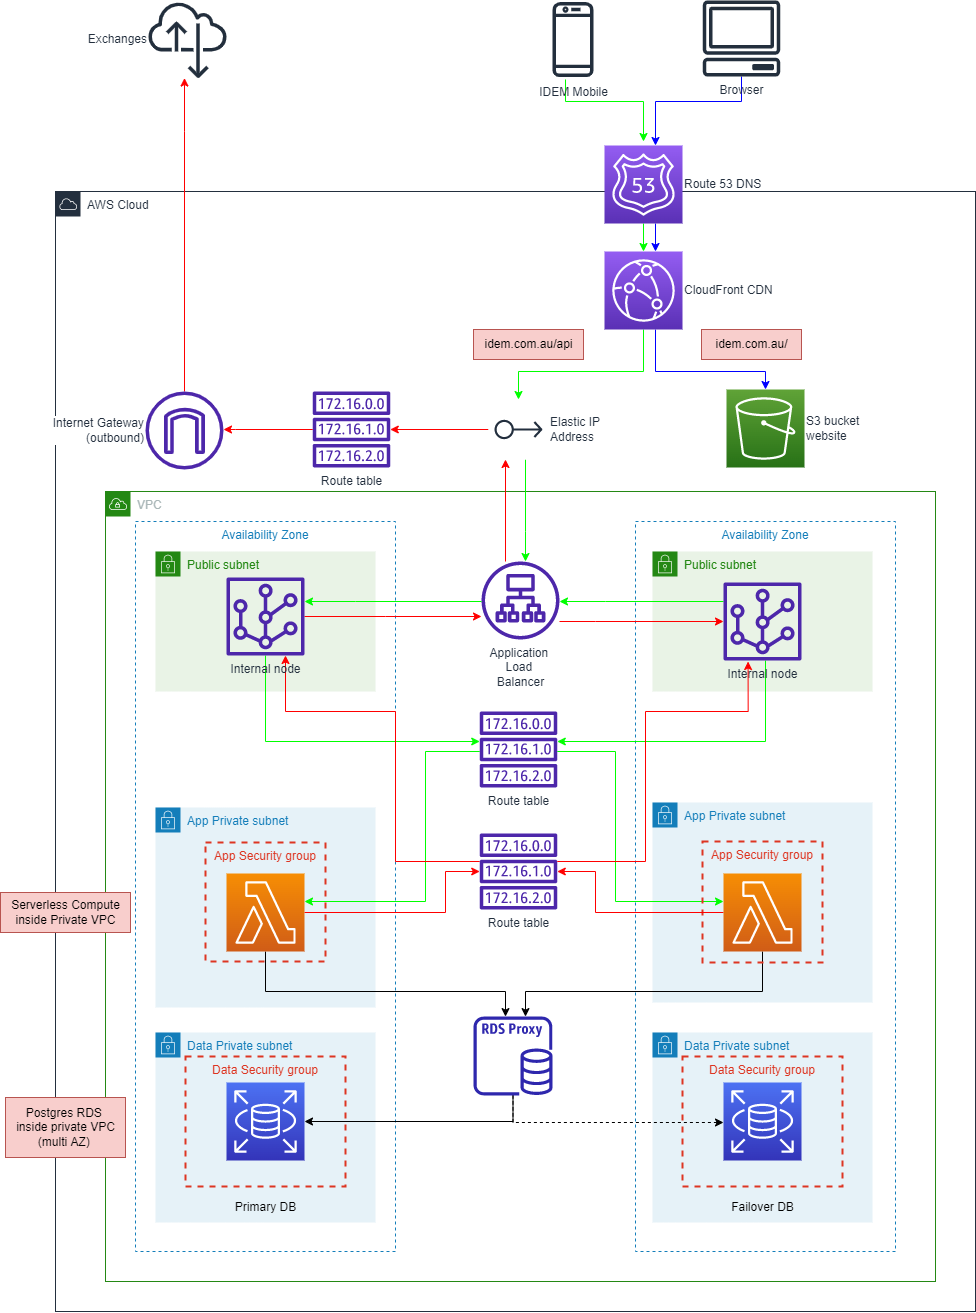 Exchanges
IDEM Mobile
Browser
53
Route 53 DNS
AWS Cloud
CloudFront CDN
idem.com.au/api
idem.com.au/
172.16.0.0
172.16.1.0
172.16.2.0
Route table
Internet Gateway
(outbound)
Elastic IP
Address
S3 bucket
website
VPC
Availability Zone
Availability Zone
Public subnet
Public subnet
Internal node
Application
Load
Balancer
Internal node
172.16.0.0
172.16.1.0
172.16.2.0
Route table
App Private subnet
App Private subnet
App Security group
App Security group
172.16.0.0
172.16.1.0
172.16.2.0
Route table
Serverless Compute
inside Private VPC
RDS Proxy
Data Private subnet
Data Private subnet
Data Security group
Data Security group
Postgres RDS
inside private VPC
(multi AZ)
Primary DB
Failover DB